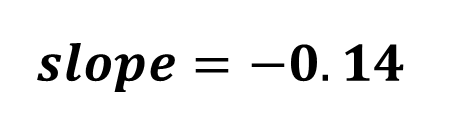 slope = −0.14